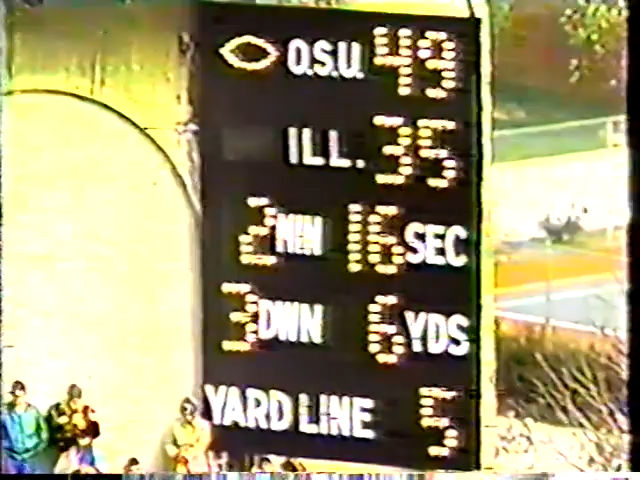 O.S.U. 49
ILL. 35
2 MIN 16 SEC
3 DWN 6 YDS
YARD LINE 5